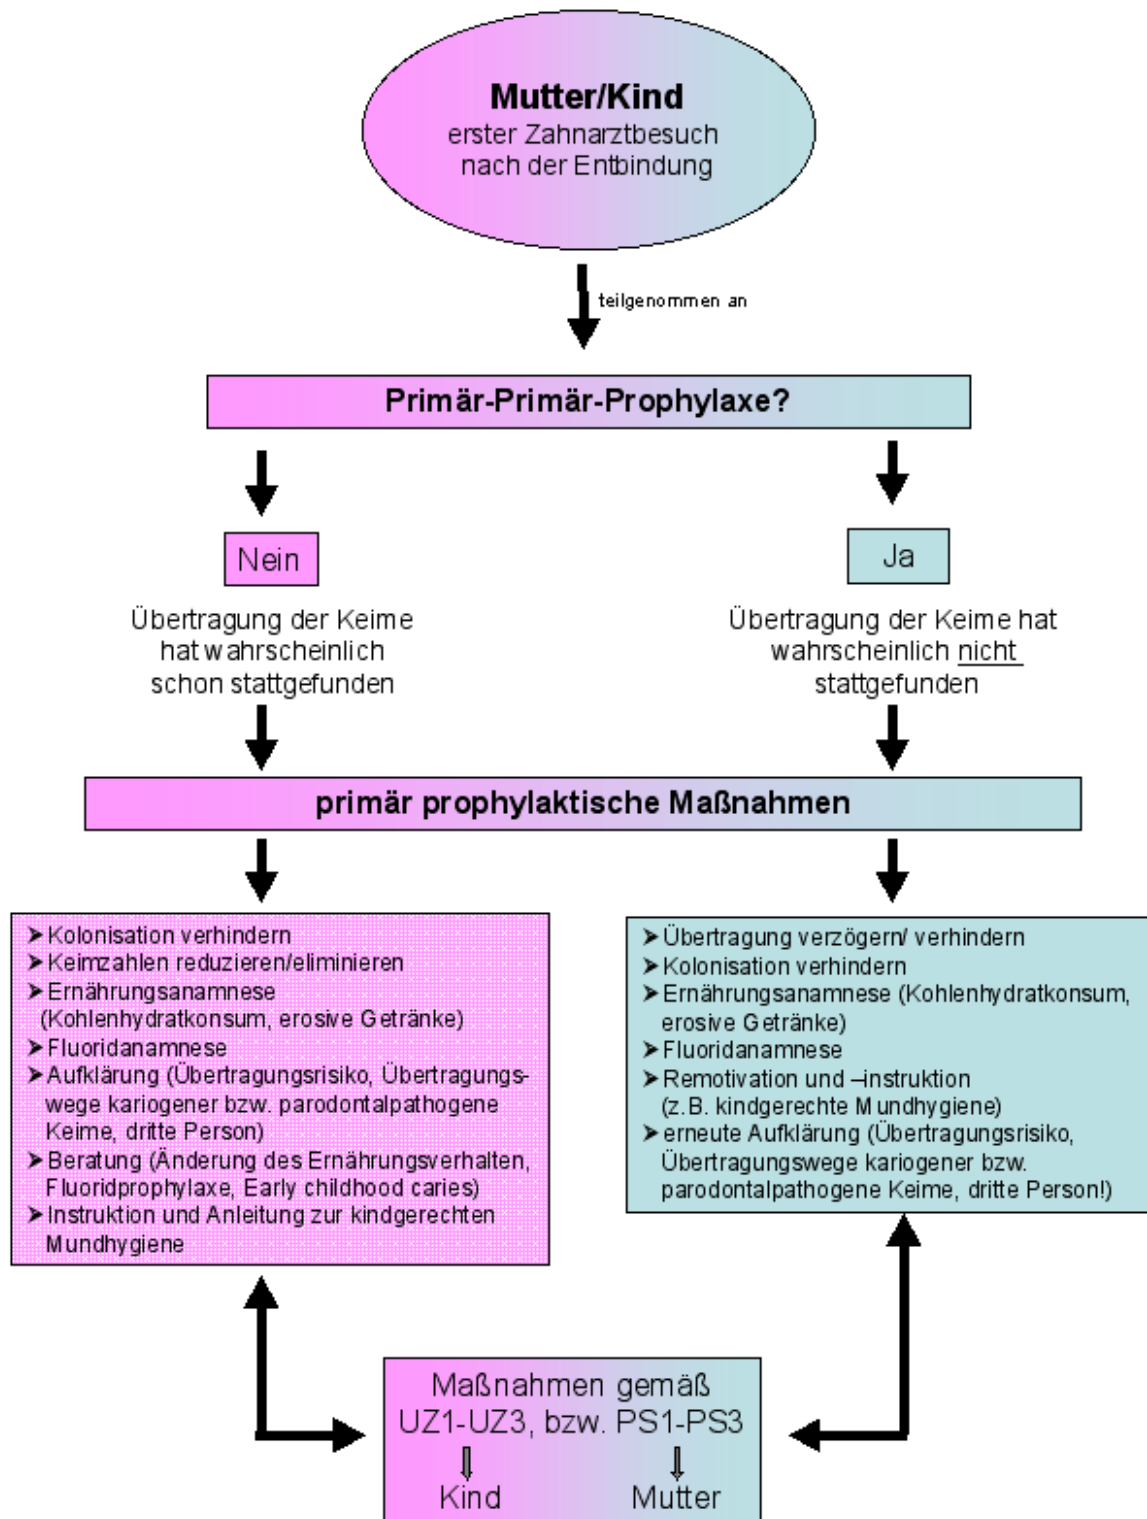 Mutter/Kind
erster Zahnarztbesuch
nach der Entbindung
teilgenommen an
Primär-Primär-Prophylaxe?
Nein
Übertragung der Keime
hat wahrscheinlich
schon stattgefunden
Ja
Übertragung der Keime hat
wahrscheinlich nicht
stattgefunden
primär prophylaktische Maßnahmen
➤ Kolonisation verhindern
➤ Keimzahlen reduzieren/eliminieren
➤ Ernährungsanamnese
(Kohlenhydratkonsum, erosive Getränke)
➤ Fluoridanamnese
➤ Aufklärung (Übertragungsrisiko, Übertragungs-
wege kariogener bzw. parodontalpathogene
Keime, dritte Person)
➤ Beratung (Änderung des Ernährungsverhalten,
Fluoridprophylaxe, Early childhood caries)
➤ Instruktion und Anleitung zur kindgerechten
Mundhygiene
➤ Übertragung verzögern/ verhindern
➤ Kolonisation verhindern
➤ Ernährungsanamnese (Kohlenhydratkonsum,
erosive Getränke)
➤ Fluoridanamnese
➤ Remotivation und –instruktion
(z.B. kindgerechte Mundhygiene)
➤ erneute Aufklärung (Übertragungsrisiko,
Übertragungswege kariogener bzw.
parodontalpathogene Keime, dritte Person!)
Maßnahmen gemäß
UZ1-UZ3, bzw. PS1-PS3
Kind Mutter